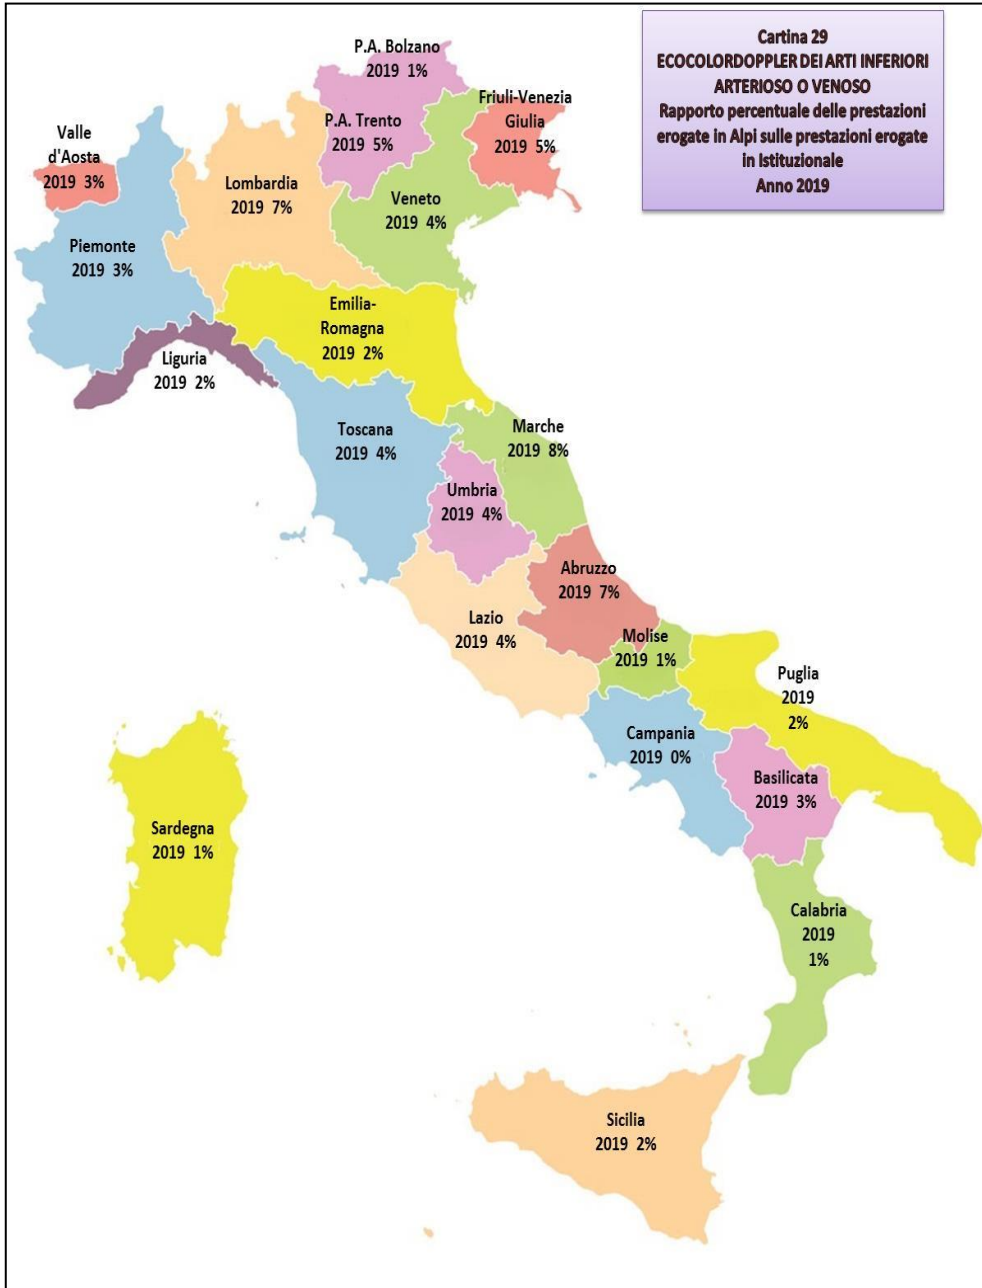 Cartina 29
ECOCOLORDOPPLER DEI ARTI INFERIORI
ARTERIOSO O VENOSO
Rapporto percentuale delle prestazioni
erogate in Alpi sulle prestazioni erogate
in Istituzionale
Anno 2019
P.A. Bolzano
2019 1%
P.A. Trento
2019 5%
Friuli-Venezia
Giulia
2019 5%
Valle
d'Aosta
2019 3%
Lombardia
2019 7%
Veneto
2019 4%
Piemonte
2019 3%
Emilia-
Romagna
2019 2%
Liguria
2019 2%
Toscana
2019 4%
Marche
2019 8%
Umbria
2019 4%
Abruzzo
2019 7%
Lazio
2019 4%
Molise
2019 1%
Puglia
2019
2%
Campania
2019 0%
Basilicata
2019 3%
Sardegna
2019 1%
Calabria
2019
1%
Sicilia
2019 2%